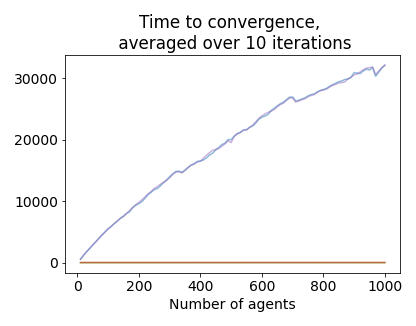 Time to convergence,
averaged over 10 iterations
30000
20000
10000
0
0 200 400 600 800 1000
Number of agents